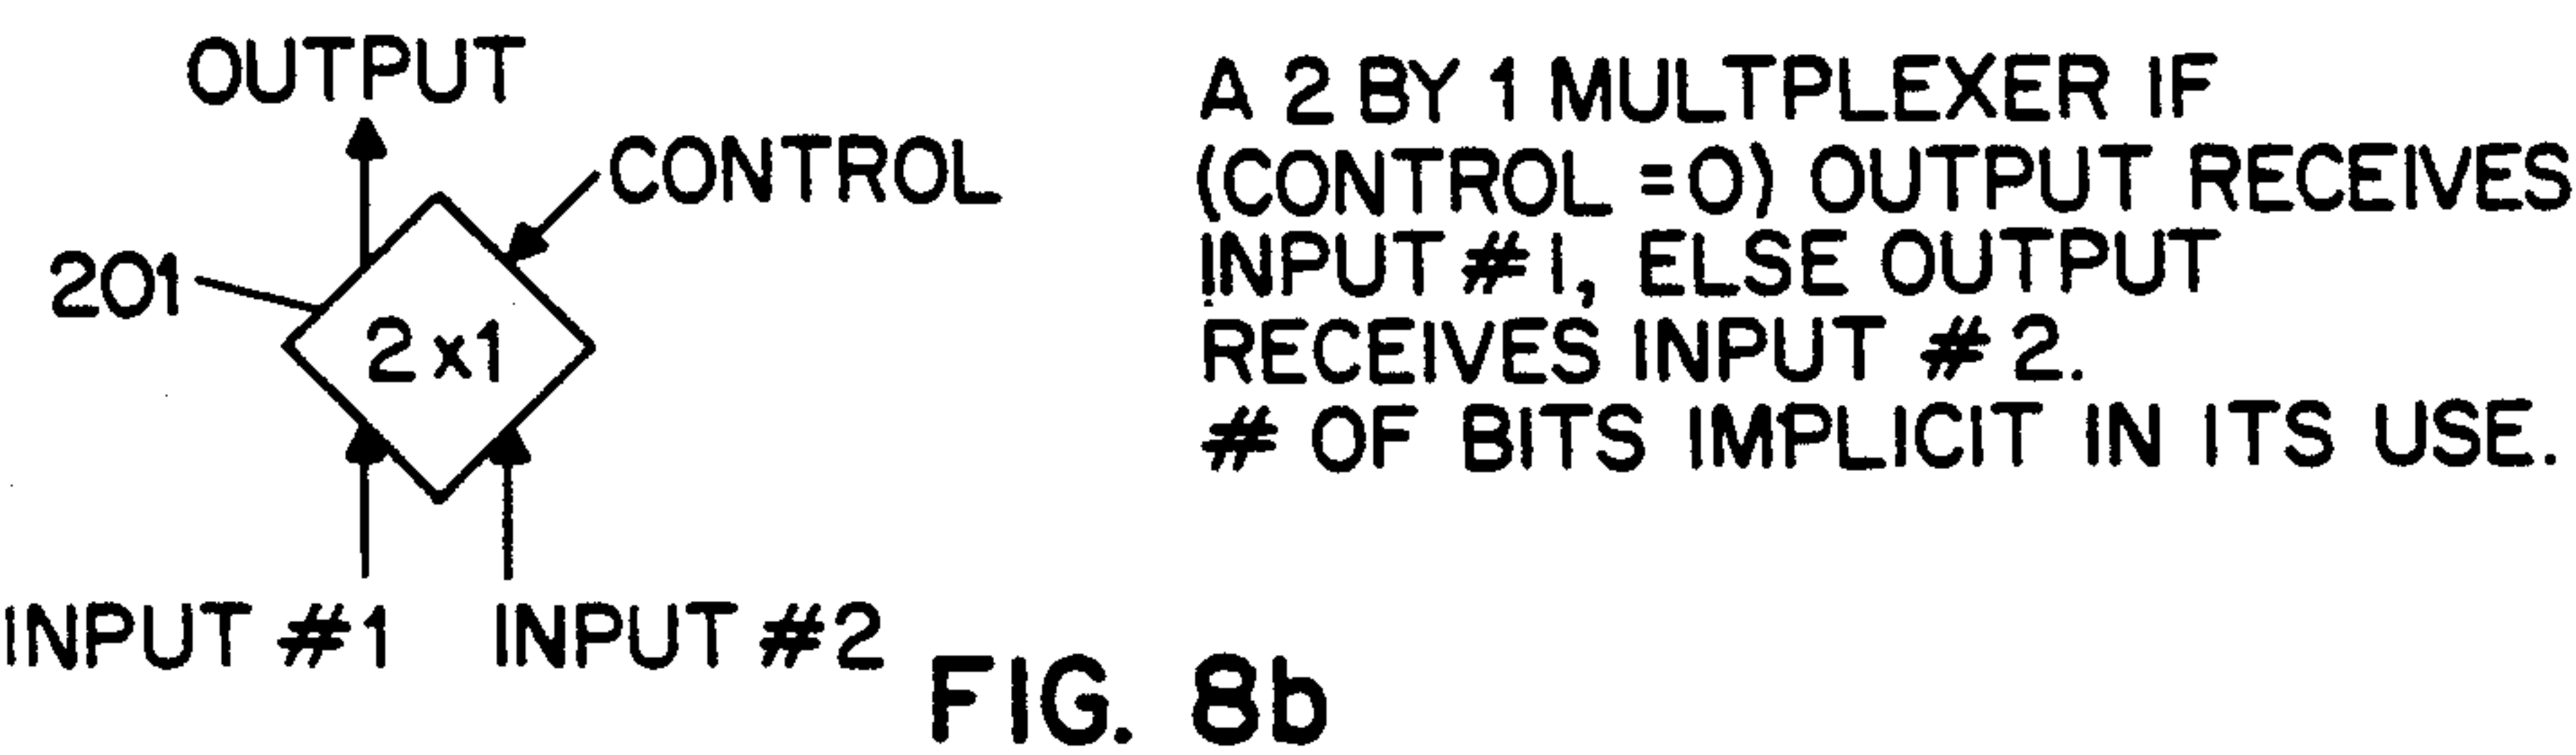 OUTPUT
CONTROL
201
2x1
INPUT #1
INPUT #2
A 2 BY 1 MULTPLEXER IF
(CONTROL =0) OUTPUT RECEIVES
INPUT #1, ELSE OUTPUT
RECEIVES INPUT #2.
# OF BITS IMPLICIT IN ITS USE.
FIG. 8b